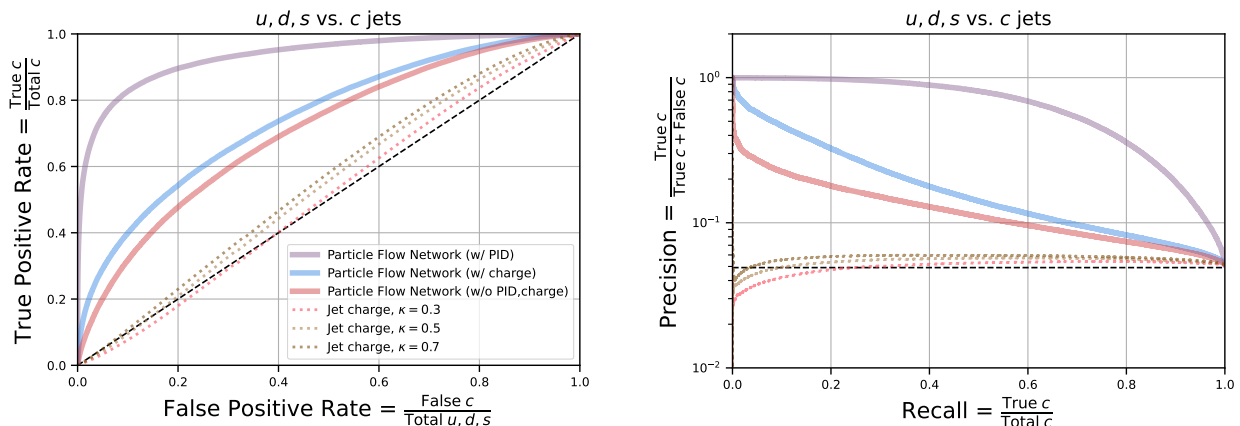 u, d, s vs. c jets
1.0
0.8
0.6
0.4
0.2
0.0
True Positive Rate = True c / Total c
Particle Flow Network (w/ PID)
Particle Flow Network (w/ charge)
Particle Flow Network (w/o PID,charge)
Jet charge, κ = 0.3
Jet charge, κ = 0.5
Jet charge, κ = 0.7
0.0 0.2 0.4 0.6 0.8 1.0
False Positive Rate = False c / Total u, d, s
u, d, s vs. c jets
10⁰
10⁻¹
10⁻²
Precision = True c / True c + False c
0.0 0.2 0.4 0.6 0.8 1.0
Recall = True c / Total c